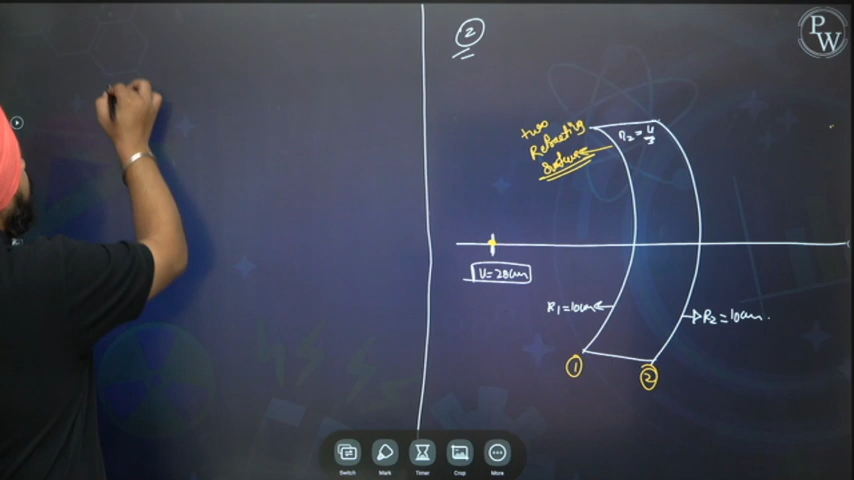 2
PW
two
Refracting
Surfaces
n₂ = 4/3
U = 20cm
R₁ = 10cm
R₂ = 10cm.
1
2
Switch
Mark
Timer
Crop
More